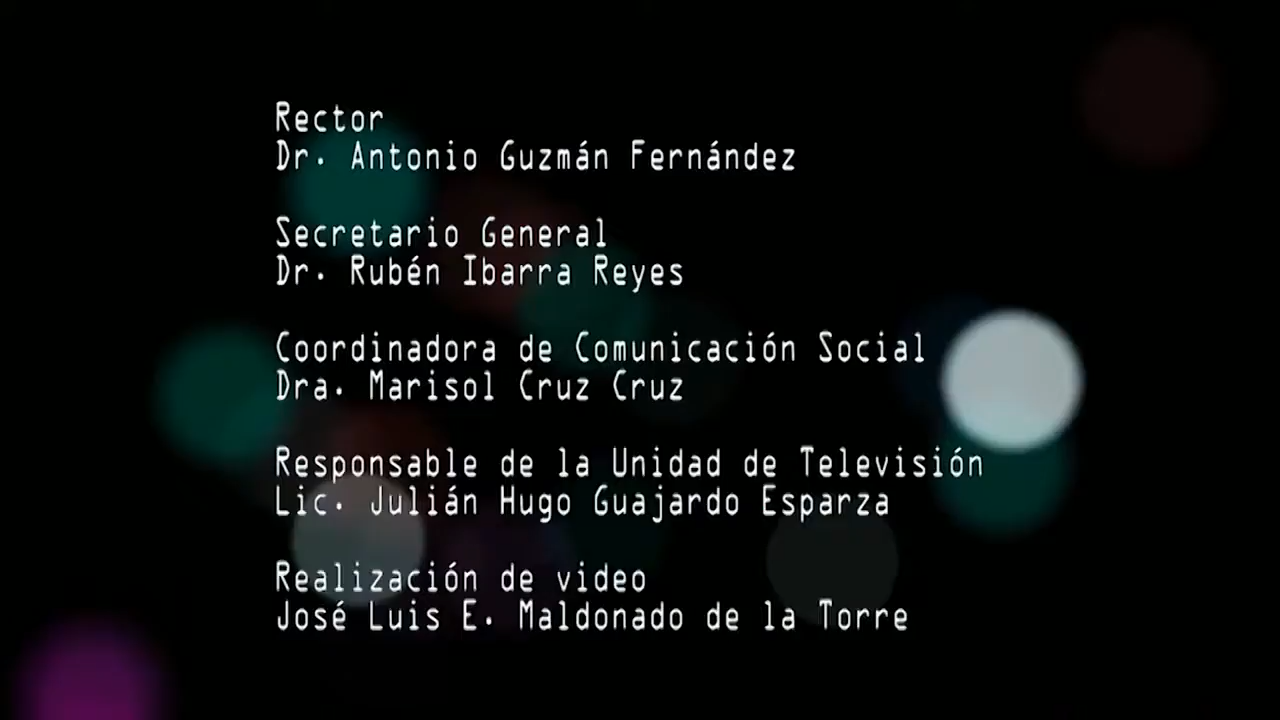 Rector
Dr. Antonio Guzmán Fernández
Secretario General
Dr. Rubén Ibarra Reyes
Coordinadora de Comunicación Social
Dra. Marisol Cruz Cruz
Responsable de la Unidad de Televisión
Lic. Julián Hugo Guajardo Esparza
Realización de video
José Luis E. Maldonado de la Torre